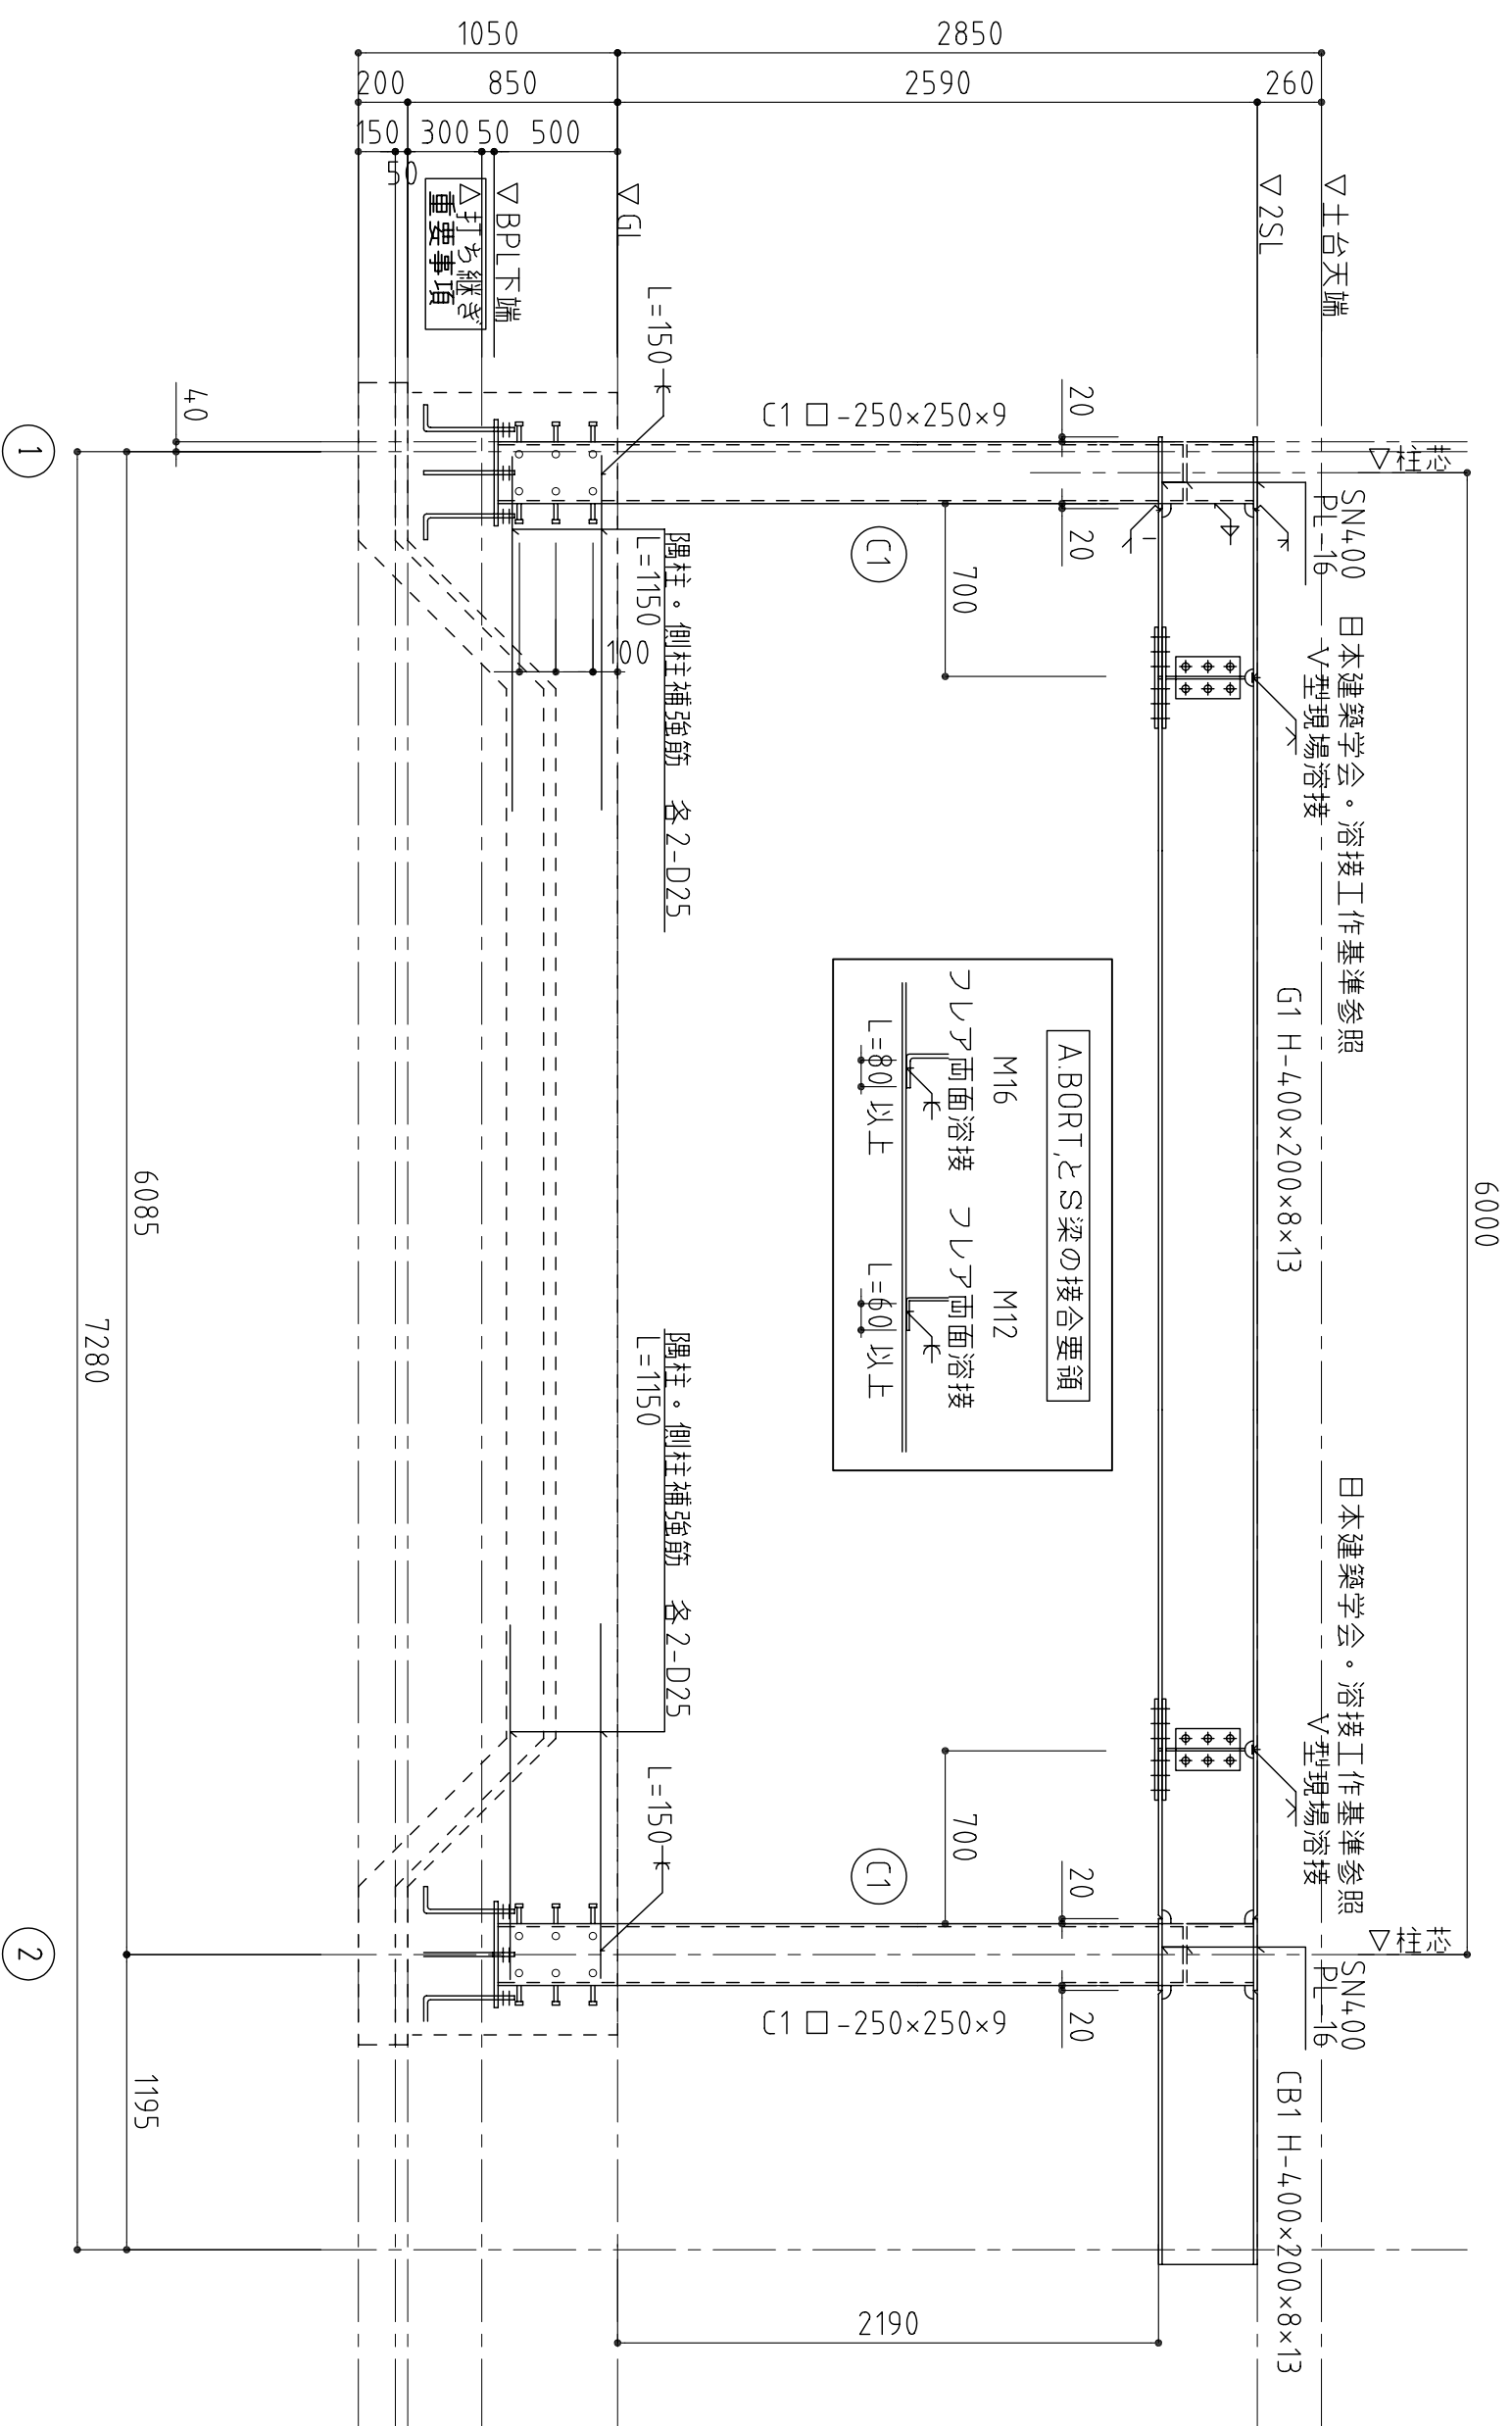 6000
▽柱芯
▽柱芯
SN400
PL-16
日本建築学会・溶接工作基準参照
V型現場溶接
日本建築学会・溶接工作基準参照
V型現場溶接
SN400
PL-16
▽土台天端
▽2SL
G1 H-400×200×8×13
CB1 H-400×200×8×13
260
2850
2590
20
20
20
20
700
700
C1
C1
C1 □-250×250×9
C1 □-250×250×9
2190
A.BORT,とS梁の接合要領
M16
フレア両面溶接
L=80 以上
M12
フレア両面溶接
L=60 以上
▽GL
L=150
L=150
隅柱・側柱補強筋 各2-D25
L=1150
隅柱・側柱補強筋 各2-D25
L=1150
100
▽BPL下端
▽打ち継ぎ
重要事項
1050
200
850
150
50
300
50
500
40
6085
1195
7280
1
2